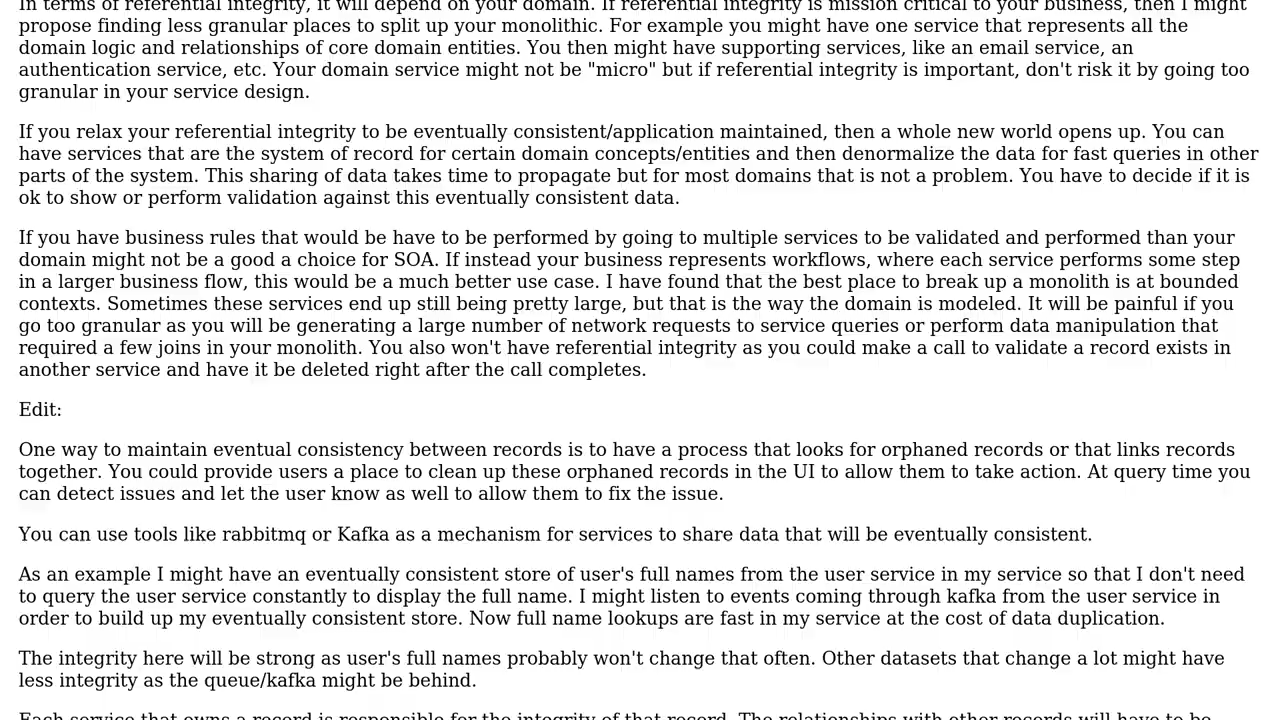 In terms of referential integrity, it will depend on your domain. If referential integrity is mission critical to your business, then I might
propose finding less granular places to split up your monolithic. For example you might have one service that represents all the
domain logic and relationships of core domain entities. You then might have supporting services, like an email service, an
authentication service, etc. Your domain service might not be "micro" but if referential integrity is important, don't risk it by going too
granular in your service design.
If you relax your referential integrity to be eventually consistent/application maintained, then a whole new world opens up. You can
have services that are the system of record for certain domain concepts/entities and then denormalize the data for fast queries in other
parts of the system. This sharing of data takes time to propagate but for most domains that is not a problem. You have to decide if it is
ok to show or perform validation against this eventually consistent data.
If you have business rules that would be have to be performed by going to multiple services to be validated and performed than your
domain might not be a good a choice for SOA. If instead your business represents workflows, where each service performs some step
in a larger business flow, this would be a much better use case. I have found that the best place to break up a monolith is at bounded
contexts. Sometimes these services end up still being pretty large, but that is the way the domain is modeled. It will be painful if you
go too granular as you will be generating a large number of network requests to service queries or perform data manipulation that
required a few joins in your monolith. You also won't have referential integrity as you could make a call to validate a record exists in
another service and have it be deleted right after the call completes.
Edit:
One way to maintain eventual consistency between records is to have a process that looks for orphaned records or that links records
together. You could provide users a place to clean up these orphaned records in the UI to allow them to take action. At query time you
can detect issues and let the user know as well to allow them to fix the issue.
You can use tools like rabbitmq or Kafka as a mechanism for services to share data that will be eventually consistent.
As an example I might have an eventually consistent store of user's full names from the user service in my service so that I don't need
to query the user service constantly to display the full name. I might listen to events coming through kafka from the user service in
order to build up my eventually consistent store. Now full name lookups are fast in my service at the cost of data duplication.
The integrity here will be strong as user's full names probably won't change that often. Other datasets that change a lot might have
less integrity as the queue/kafka might be behind.
Each service that owns a record is responsible for the integrity of that record. The relationships with other records will have to be